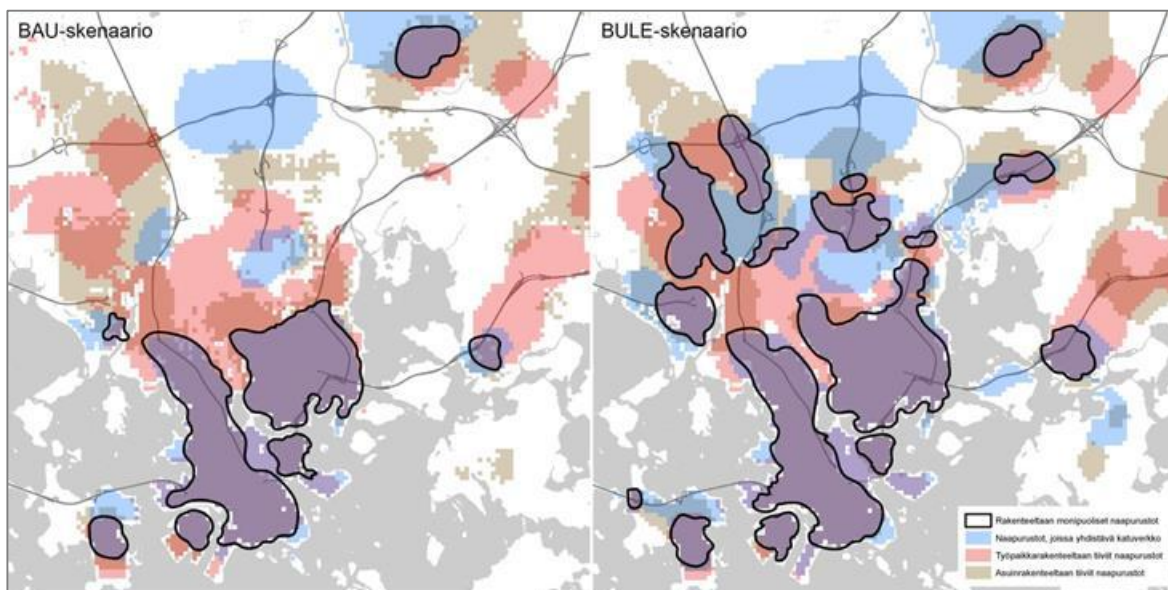 BAU-skenaario
BULE-skenaario
Rakenteeltaan monipuoliset naapurustot
Naapurustot, joissa yhdistävä katuverkko
Työpaikkarakenteeltaan tiiviit naapurustot
Asuinrakenteeltaan tiiviit naapurustot